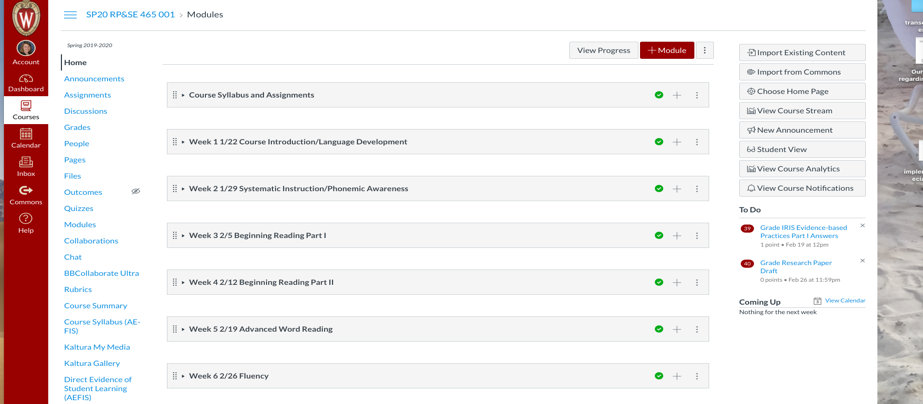 SP20 RP&SE 465 001 > Modules
W
Account
Dashboard
Courses
Calendar
Inbox
Commons
Help
Spring 2019-2020
Home
Announcements
Assignments
Discussions
Grades
People
Pages
Files
Outcomes
Quizzes
Modules
Collaborations
Chat
BBCollaborate Ultra
Rubrics
Course Summary
Course Syllabus (AE-
FIS)
Kaltura My Media
Kaltura Gallery
Direct Evidence of
Student Learning
(AEFIS)
View Progress
+ Module
Course Syllabus and Assignments
Week 1 1/22 Course Introduction/Language Development
Week 2 1/29 Systematic Instruction/Phonemic Awareness
Week 3 2/5 Beginning Reading Part I
Week 4 2/12 Beginning Reading Part II
Week 5 2/19 Advanced Word Reading
Week 6 2/26 Fluency
Import Existing Content
Import from Commons
Choose Home Page
View Course Stream
New Announcement
Student View
View Course Analytics
View Course Notifications
To Do
39
Grade IRIS Evidence-based
Practices Part I Answers
1 point • Feb 19 at 12pm
40
Grade Research Paper
Draft
0 points • Feb 26 at 11:59pm
Coming Up
View Calendar
Nothing for the next week